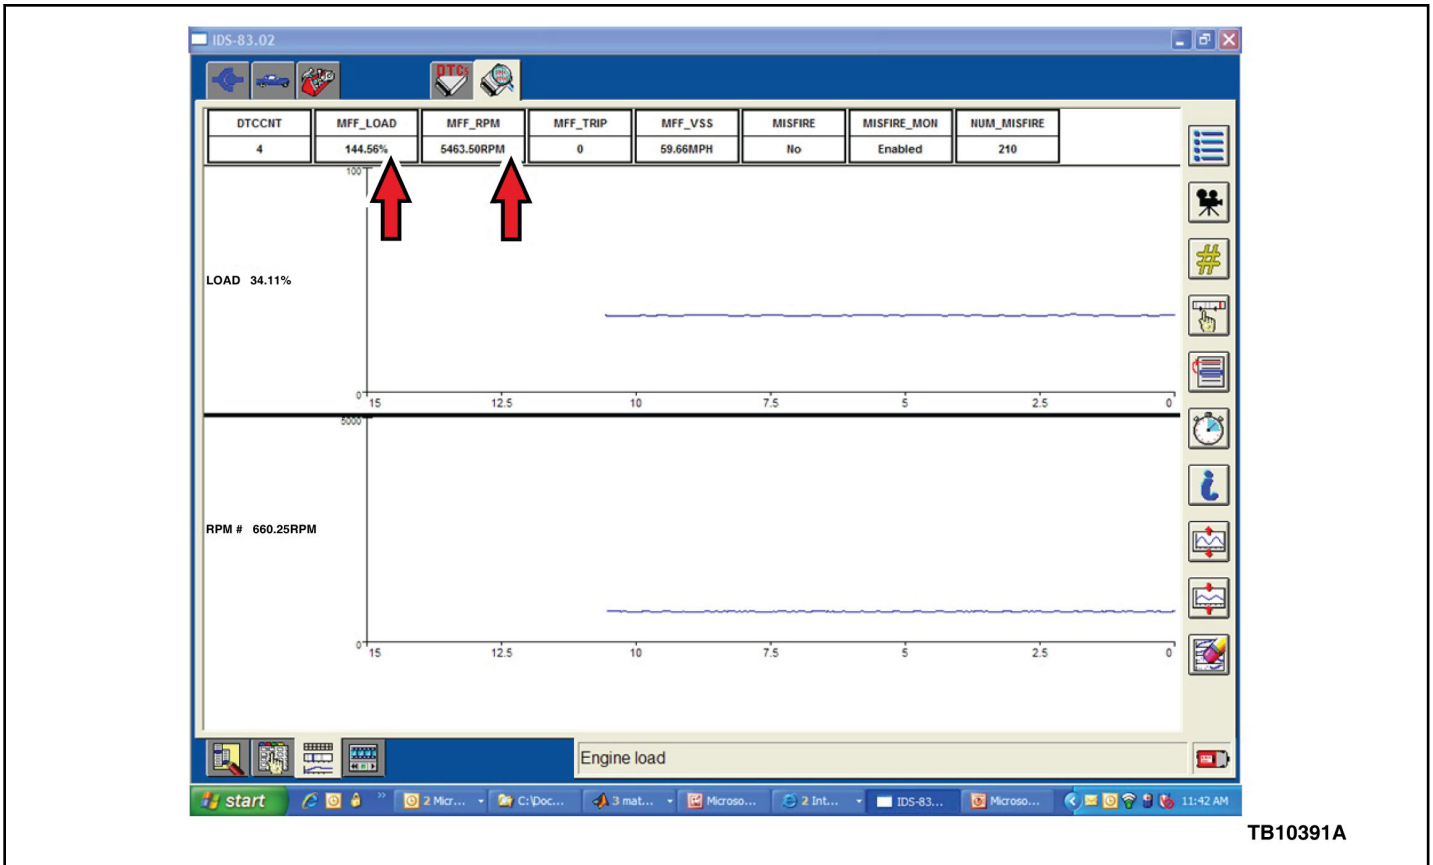 IDS-83.02
DTCs
DTCCNT MFF_LOAD MFF_RPM MFF_TRIP MFF_VSS MISFIRE MISFIRE_MON NUM_MISFIRE
4 144.56% 5463.50RPM 0 59.66MPH No Enabled 210
100
LOAD 34.11%
0
15 12.5 10 7.5 5 2.5 0
5000
RPM # 660.25RPM
0
15 12.5 10 7.5 5 2.5 0
Engine load
start 2 Micr... C:\Doc... 3 mat... Microso... 2 Int... IDS-83... Microso... 11:42 AM
TB10391A